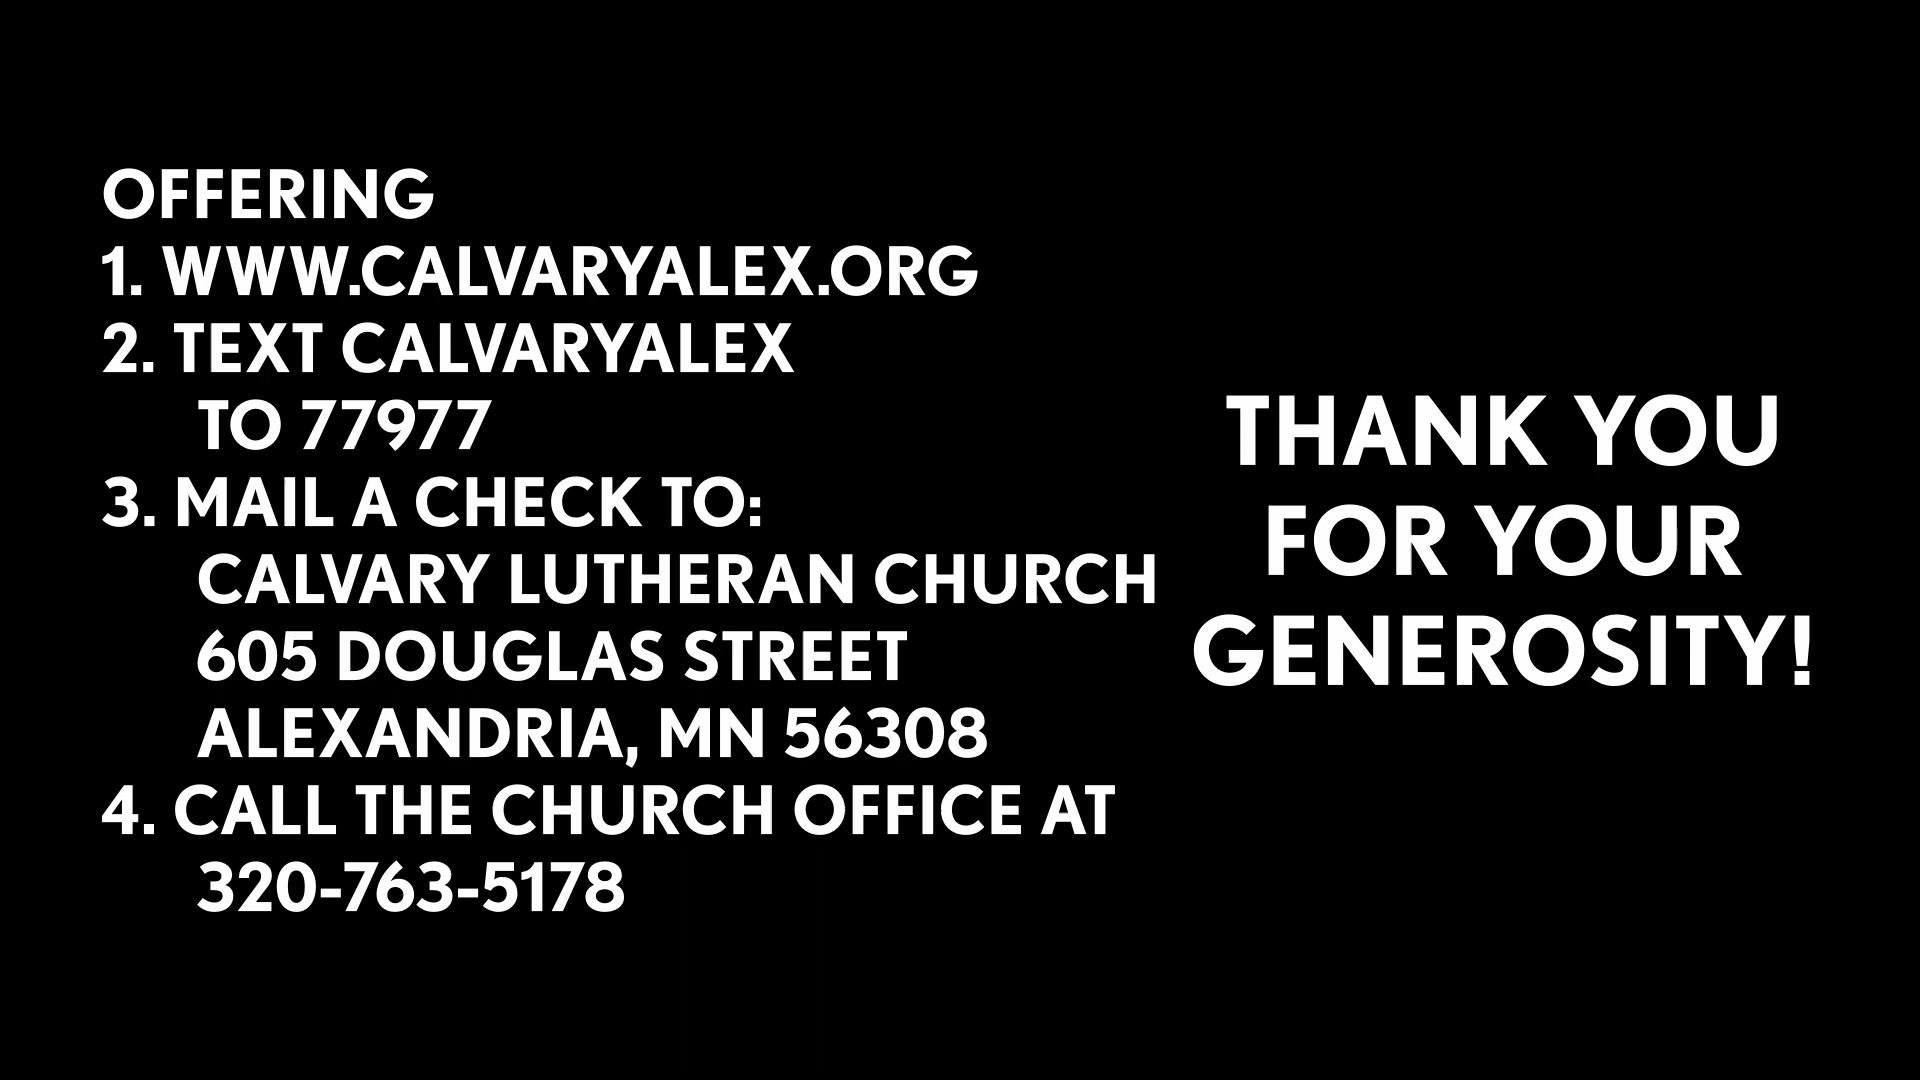 OFFERING
1. WWW.CALVARYALEX.ORG
2. TEXT CALVARYALEX
TO 77977
3. MAIL A CHECK TO:
CALVARY LUTHERAN CHURCH
605 DOUGLAS STREET
ALEXANDRIA, MN 56308
4. CALL THE CHURCH OFFICE AT
320-763-5178
THANK YOU
FOR YOUR
GENEROSITY!